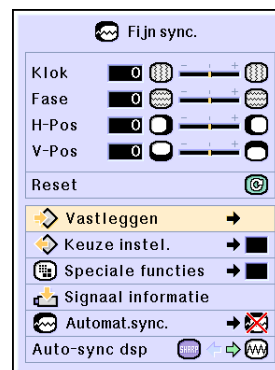 Fijn sync.
Klok 0 - +
Fase 0 - +
H-Pos 0 - +
V-Pos 0 - +
Reset
Vastleggen
Keuze instel.
Speciale functies
Signaal informatie
Automat.sync.
Auto-sync dsp SHARP